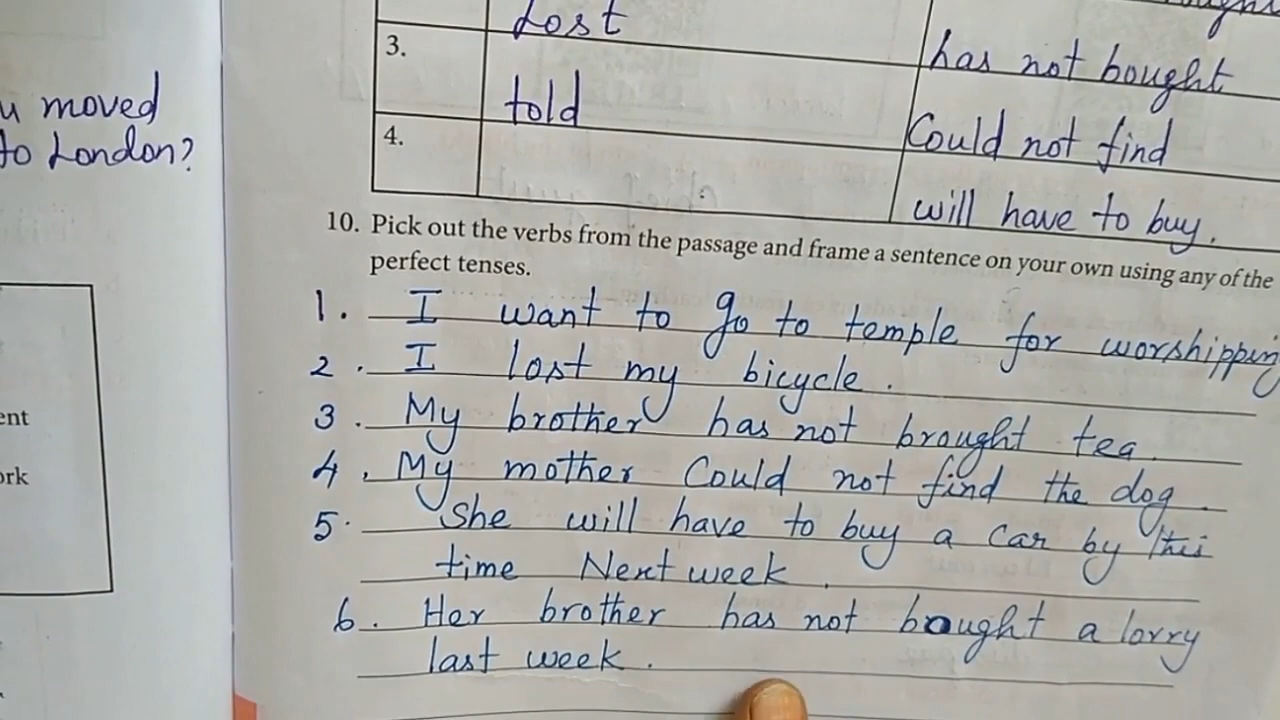 Lost
3.
has not bought
u moved
told
to London?
Could not find
4.
will have to buy.
10. Pick out the verbs from the passage and frame a sentence on your own using any of the
perfect tenses.
1. I want to go to temple for worshipping
2. I lost my bicycle.
3. My brother has not brought tea.
4. My mother Could not find the dog.
5. She will have to buy a Car by this
time Next week.
6. Her brother has not bought a lorry
last week.
ent
ork